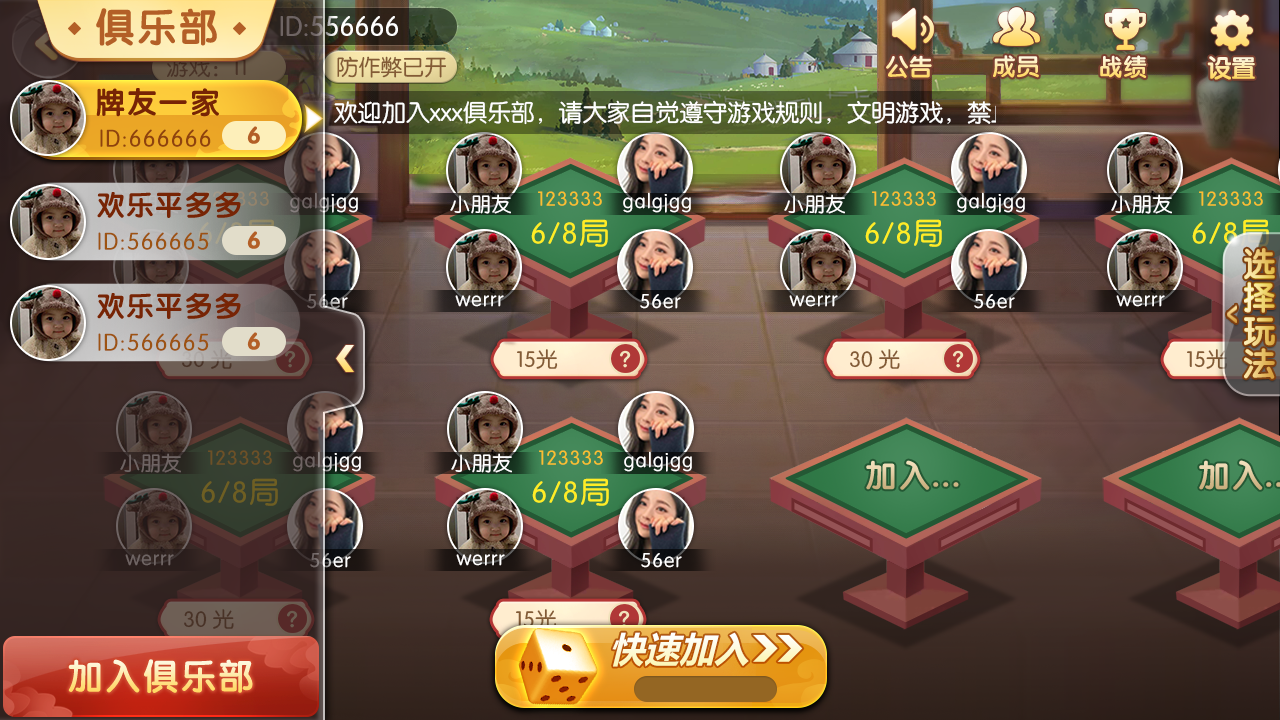 俱乐部
ID:556666
游戏：11
防作弊已开
公告
成员
战绩
设置
欢迎加入xxx俱乐部，请大家自觉遵守游戏规则，文明游戏，禁
牌友一家
ID:666666
6
欢乐平多多
ID:566665
6
欢乐平多多
ID:566665
6
galgjgg
56er
30 光
?
小朋友
123333
galgjgg
6/8局
werrr
56er
15光
?
小朋友
123333
galgjgg
6/8局
werrr
56er
30 光
?
小朋友
123333
6/8局
werrr
15光
选择玩法
小朋友
123333
galgjgg
6/8局
werrr
56er
30 光
?
小朋友
123333
galgjgg
6/8局
werrr
56er
15光
?
加入...
加入..
加入俱乐部
快速加入